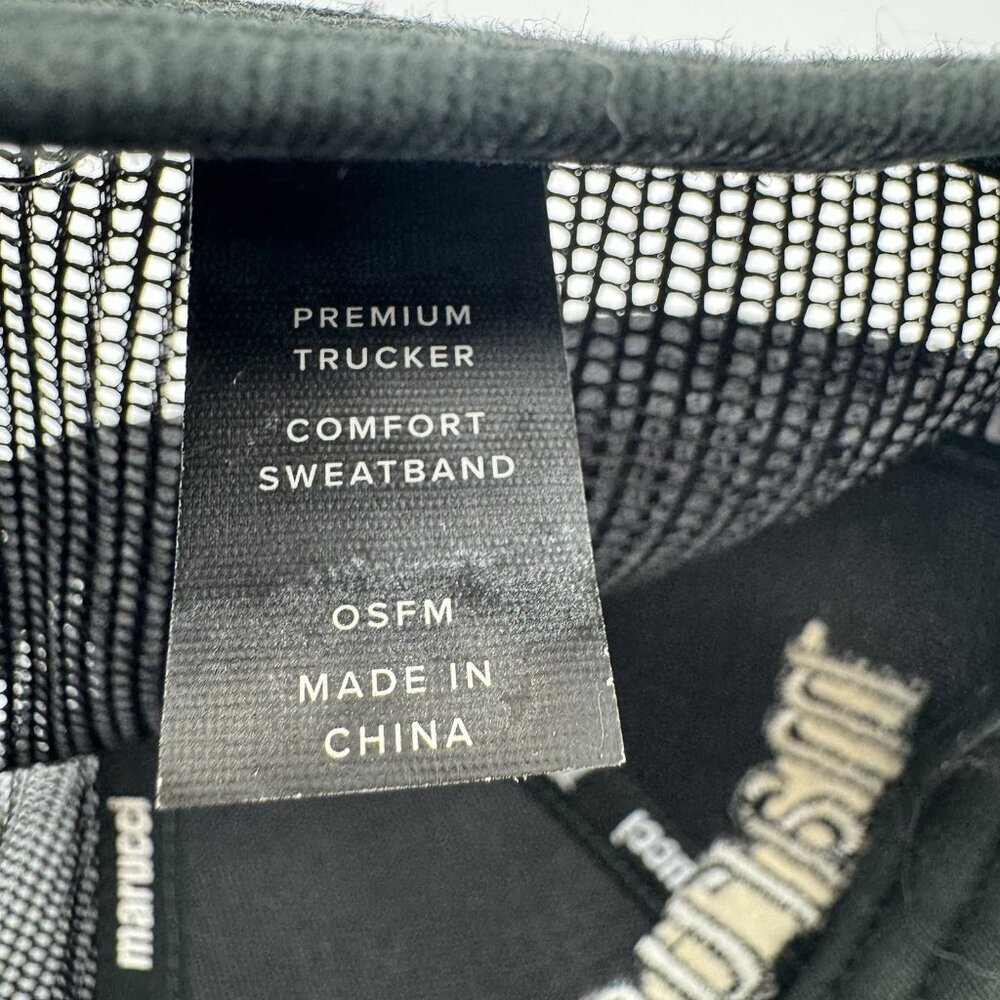 PREMIUM
TRUCKER
COMFORT
SWEATBAND
OSFM
MADE IN
CHINA
marucci